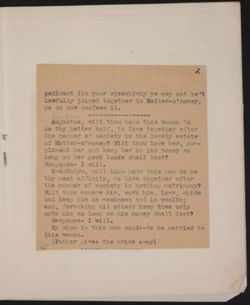 2.
pediment (in your speech)why ye may not be't
lawfully joined together in Matter-o'money,
ye do now confess it.
Augustus, wilt thou have this woman to
be thy better half, to live together after
the manner of society in the lovely estate
of Matter-o'money? Wilt thou love her, com-
pliment her and keep her in pin money so
long as her good looks shall last?
Response- I will.
Gwendolyn, wilt thou have this man to be
thy next affinity, to live together after
the manner of society in howling matrimony?
Wilt thou                him, work him, love, chide
and keep him in weakness and in wealth;
and, forsaking all others keep thee only
unto him as long as his money shall last?
Response- I will.
By whom is this man sold--to be married to
this woman.
(Father gives the bride away)